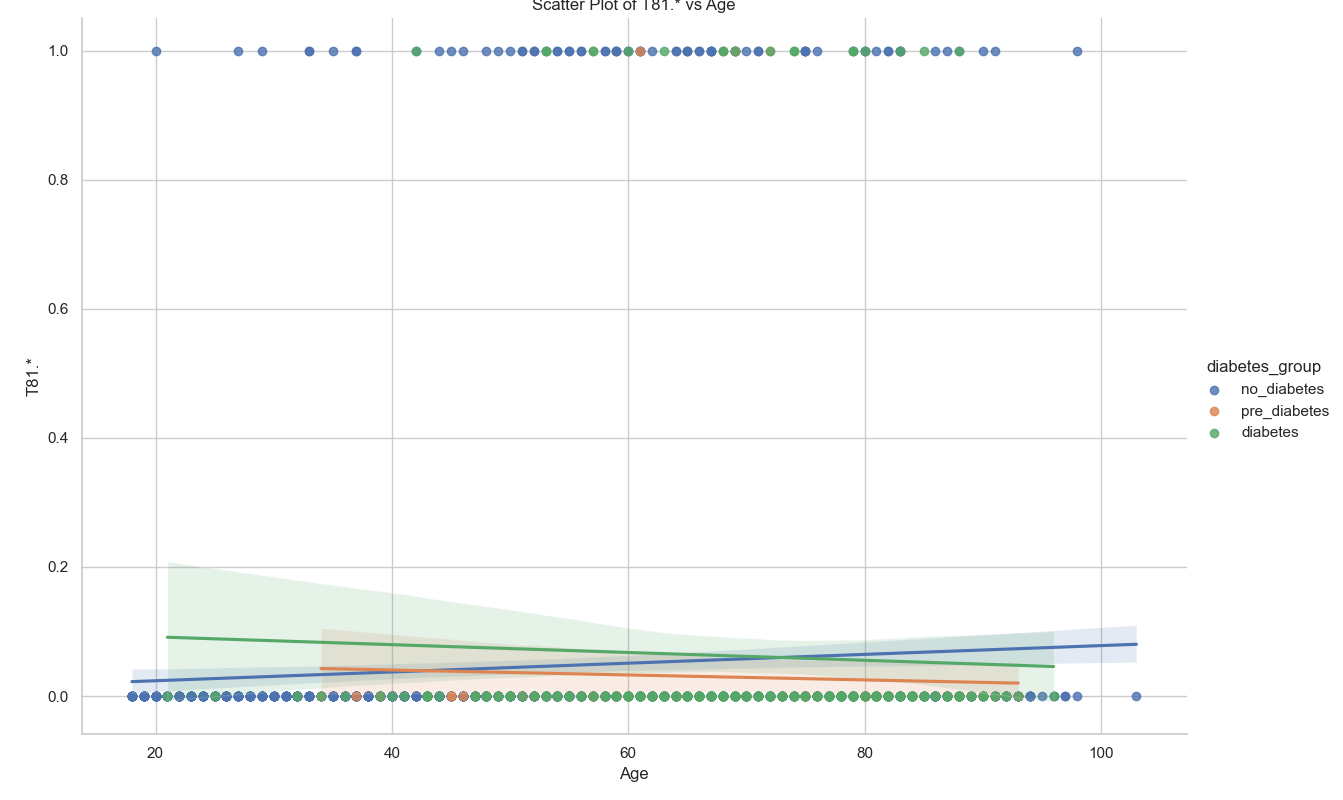 Scatter Plot of T81.* vs Age
1.0
0.8
0.6
0.4
0.2
0.0
T81.*
20 40 60 80 100
Age
diabetes_group
no_diabetes
pre_diabetes
diabetes